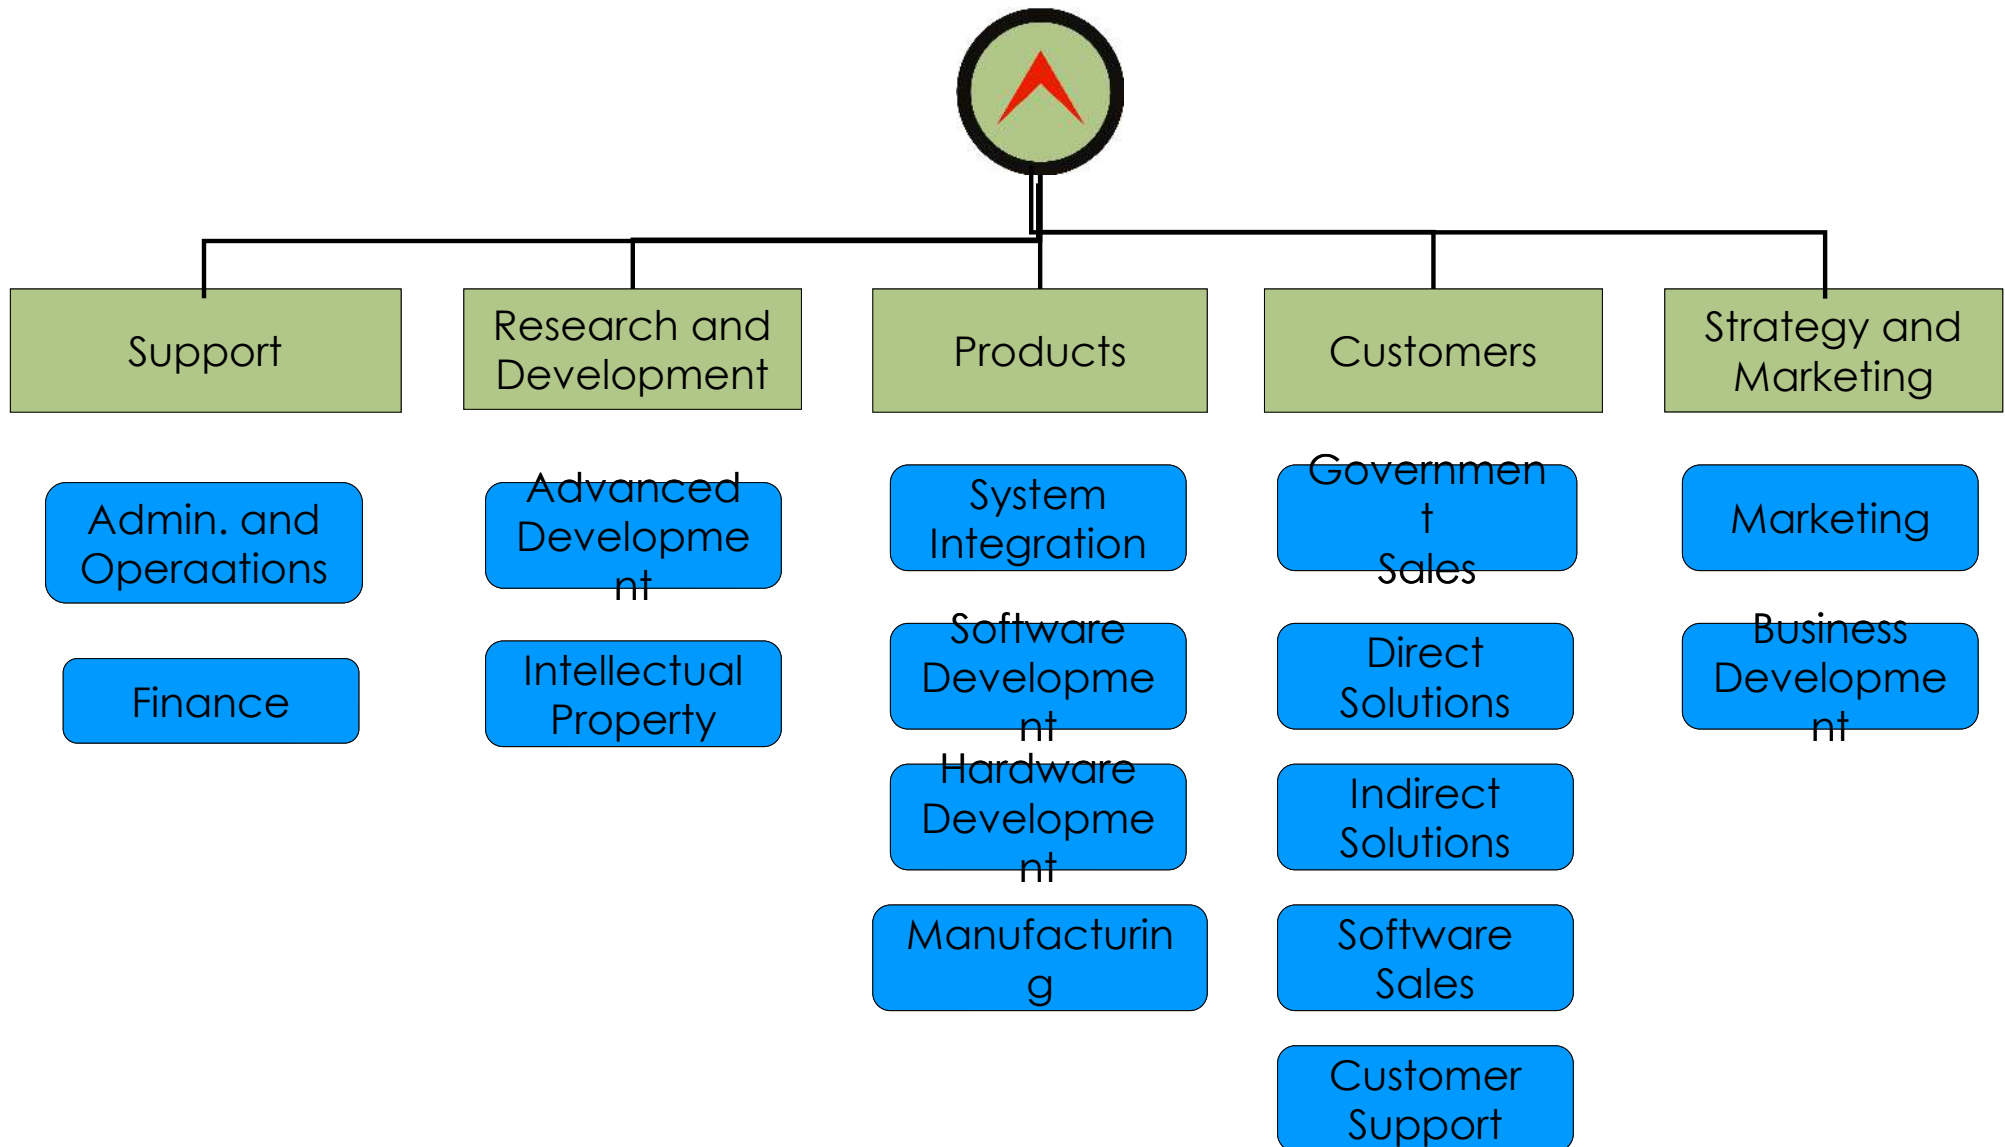 Support
Research and
Development
Products
Customers
Strategy and
Marketing
Admin. and
Operaations
Finance
Advanced
Developme
nt
Intellectual
Property
System
Integration
Software
Developme
nt
Hardware
Developme
nt
Manufacturin
g
Governmen
t
Sales
Direct
Solutions
Indirect
Solutions
Software
Sales
Customer
Support
Marketing
Business
Developme
nt